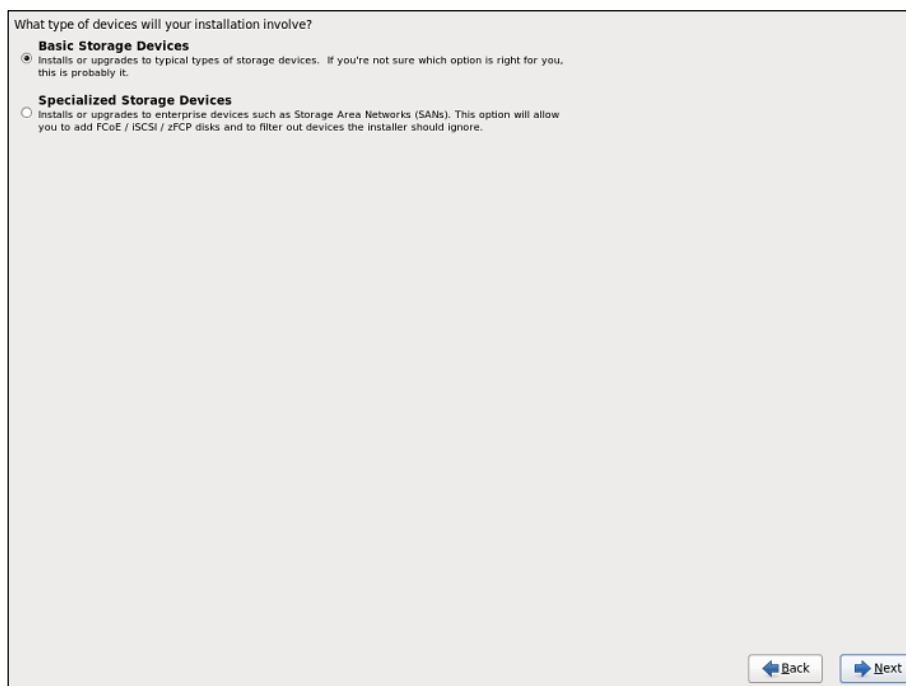 What type of devices will your installation involve?
Basic Storage Devices
Installs or upgrades to typical types of storage devices.  If you're not sure which option is right for you,
this is probably it.
Specialized Storage Devices
Installs or upgrades to enterprise devices such as Storage Area Networks (SANs). This option will allow
you to add FCoE / iSCSI / zFCP disks and to filter out devices the installer should ignore.
Back
Next